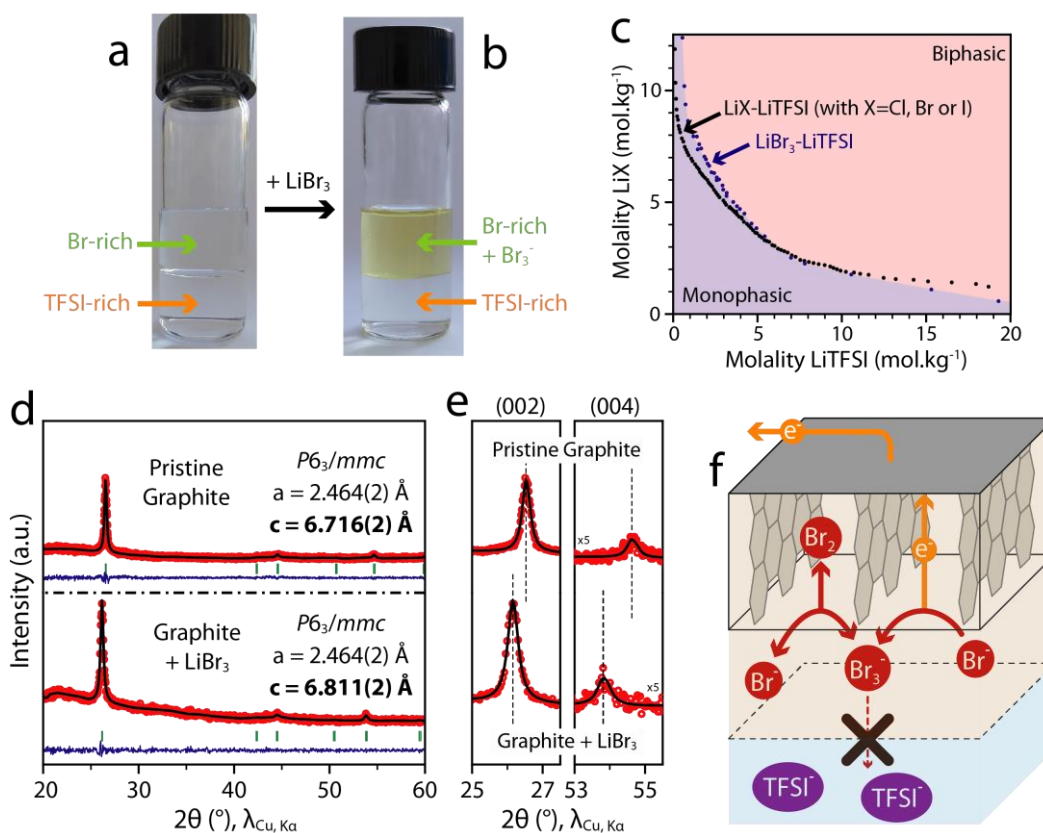 a
b
c
+ LiBr₃
Br-rich
TFSI-rich
Br-rich
+ Br₃⁻
TFSI-rich
Biphasic
LiX-LiTFSI (with X=Cl, Br or I)
LiBr₃-LiTFSI
Monophasic
Molality LiX (mol.kg⁻¹)
10
5
0
0 5 10 15 20
Molality LiTFSI (mol.kg⁻¹)
d
Pristine
Graphite
P6₃/mmc
a = 2.464(2) Å
c = 6.716(2) Å
Graphite
+ LiBr₃
P6₃/mmc
a = 2.464(2) Å
c = 6.811(2) Å
Intensity (a.u.)
20 30 40 50 60
2θ (°), λCu, Kα
e
(002) (004)
Pristine Graphite
x5
x5
Graphite + LiBr₃
25 27 53 55
2θ (°), λCu, Kα
f
e⁻
Br₂
e⁻
Br⁻
Br₃⁻
Br⁻
TFSI⁻
TFSI⁻